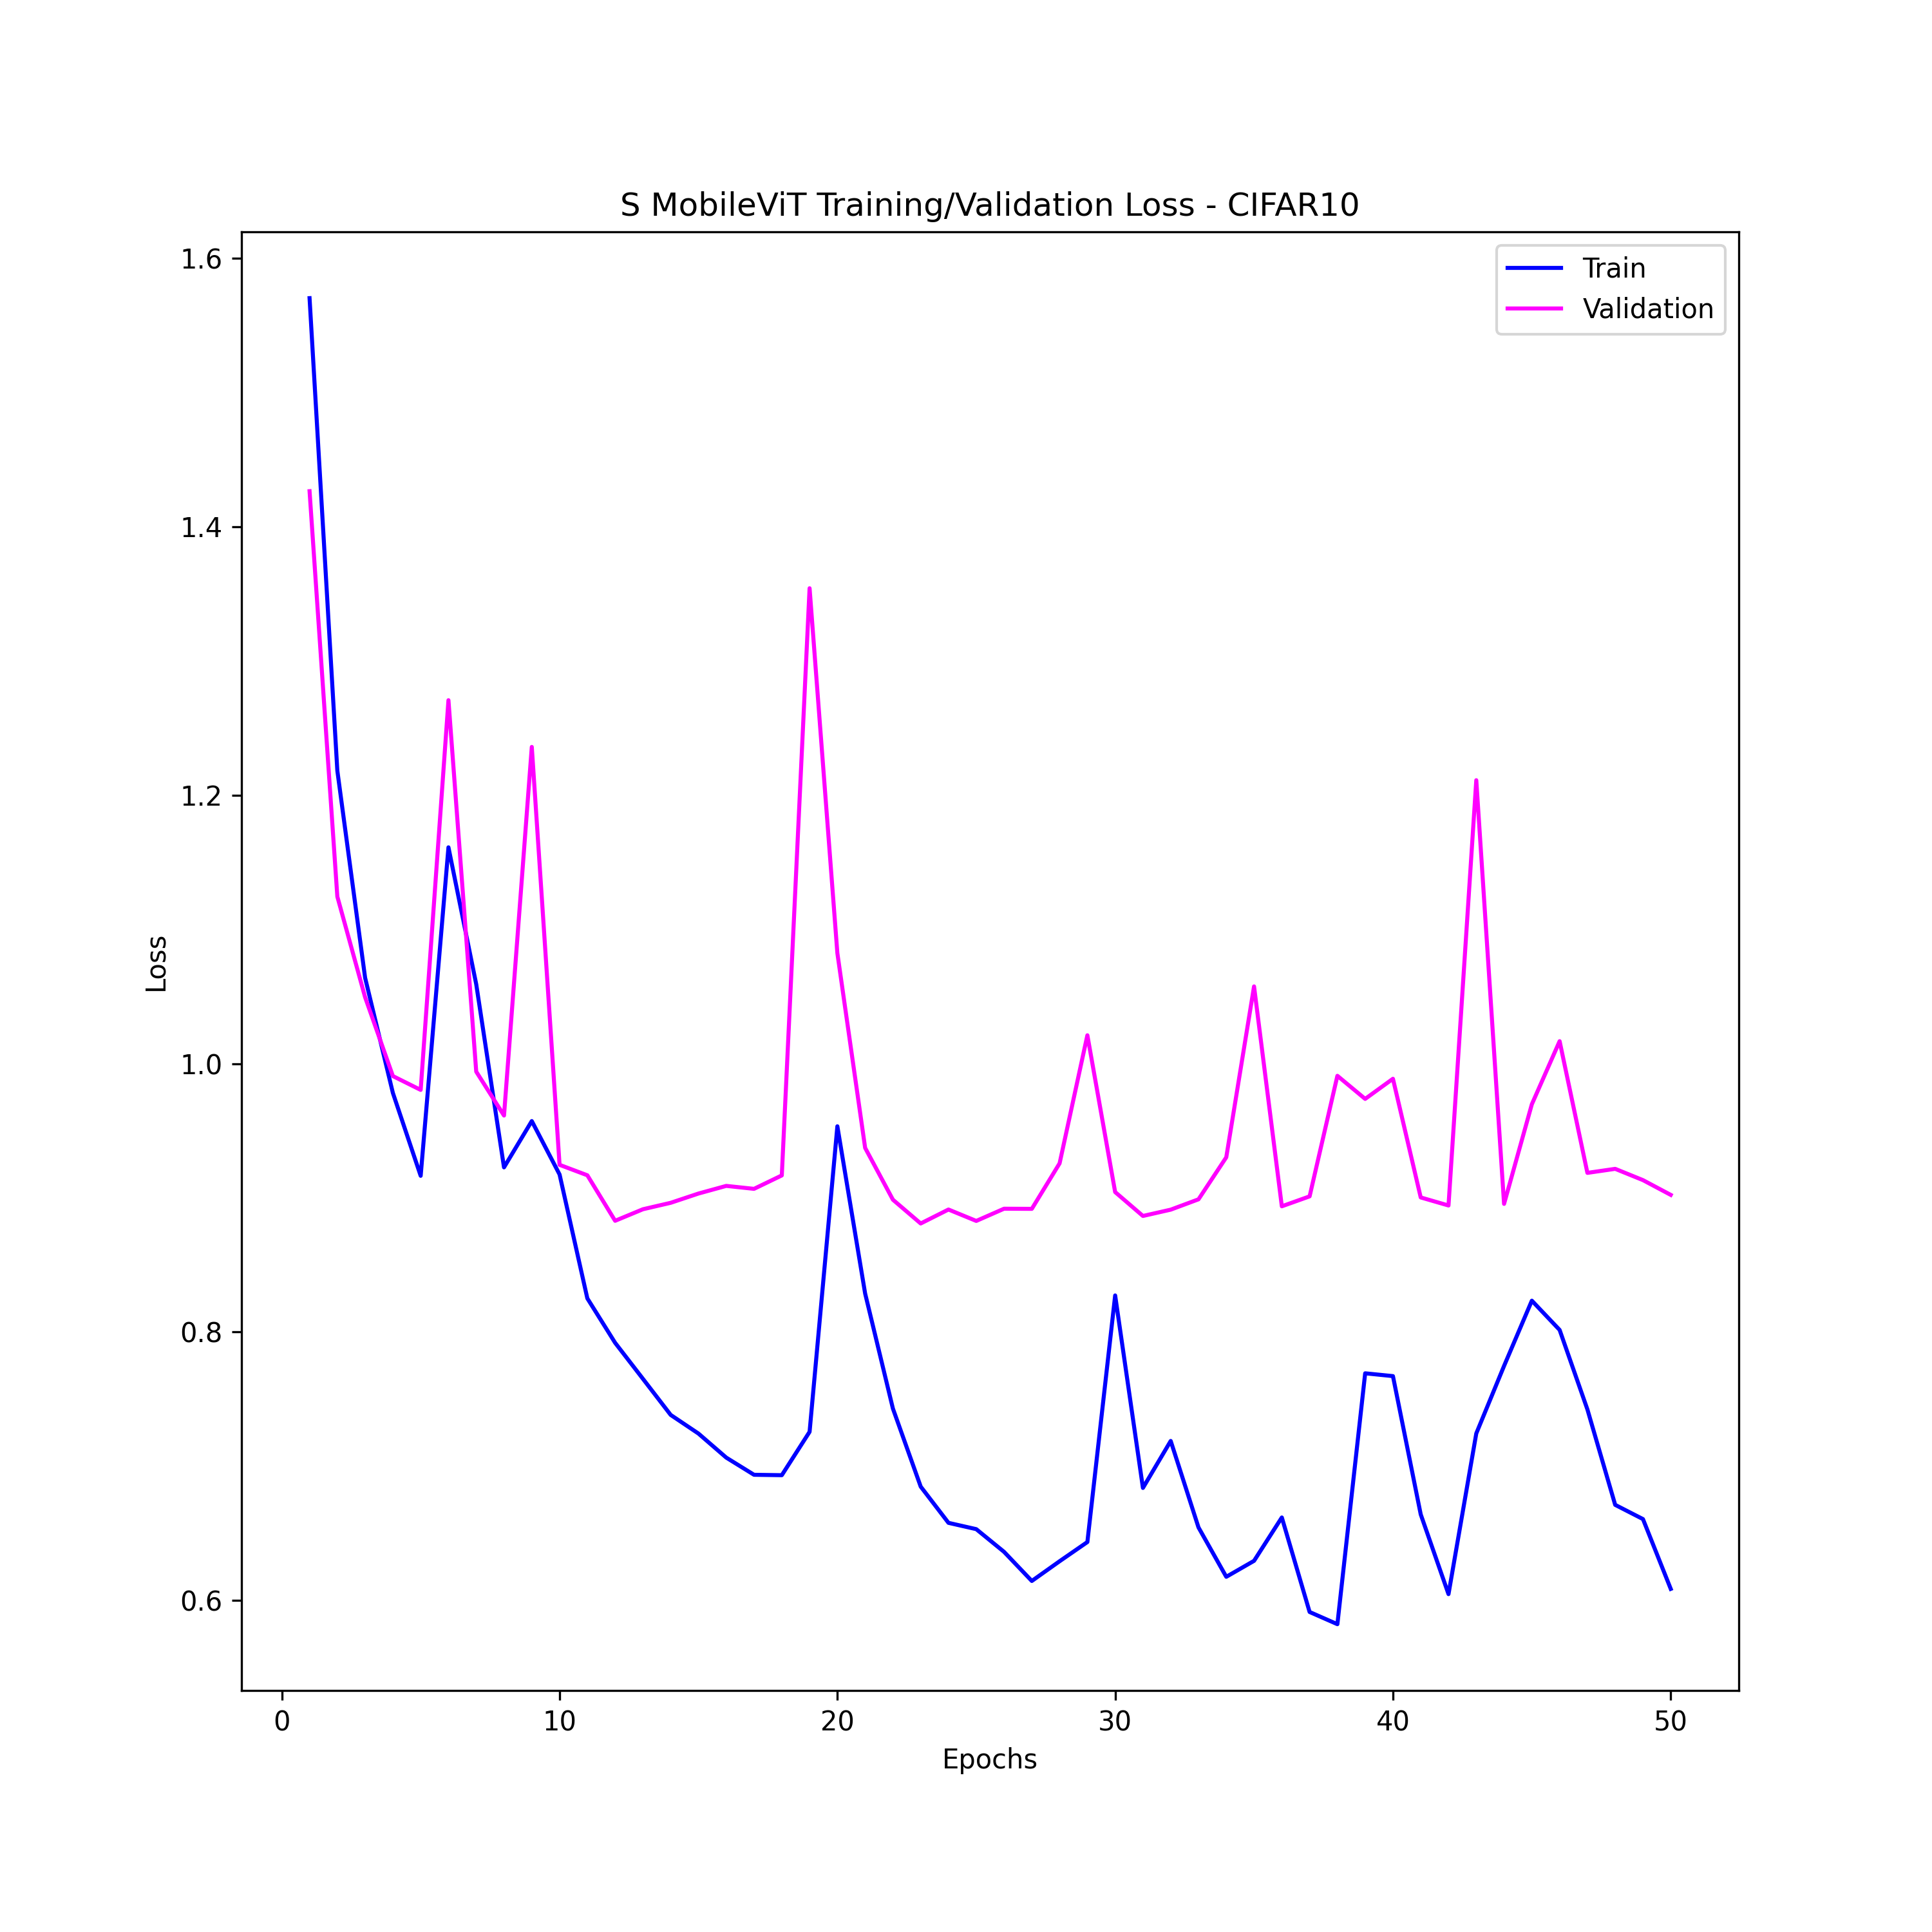 S MobileViT Training/Validation Loss - CIFAR10
Train
Validation
1.6
1.4
1.2
1.0
0.8
0.6
Loss
0 10 20 30 40 50
Epochs